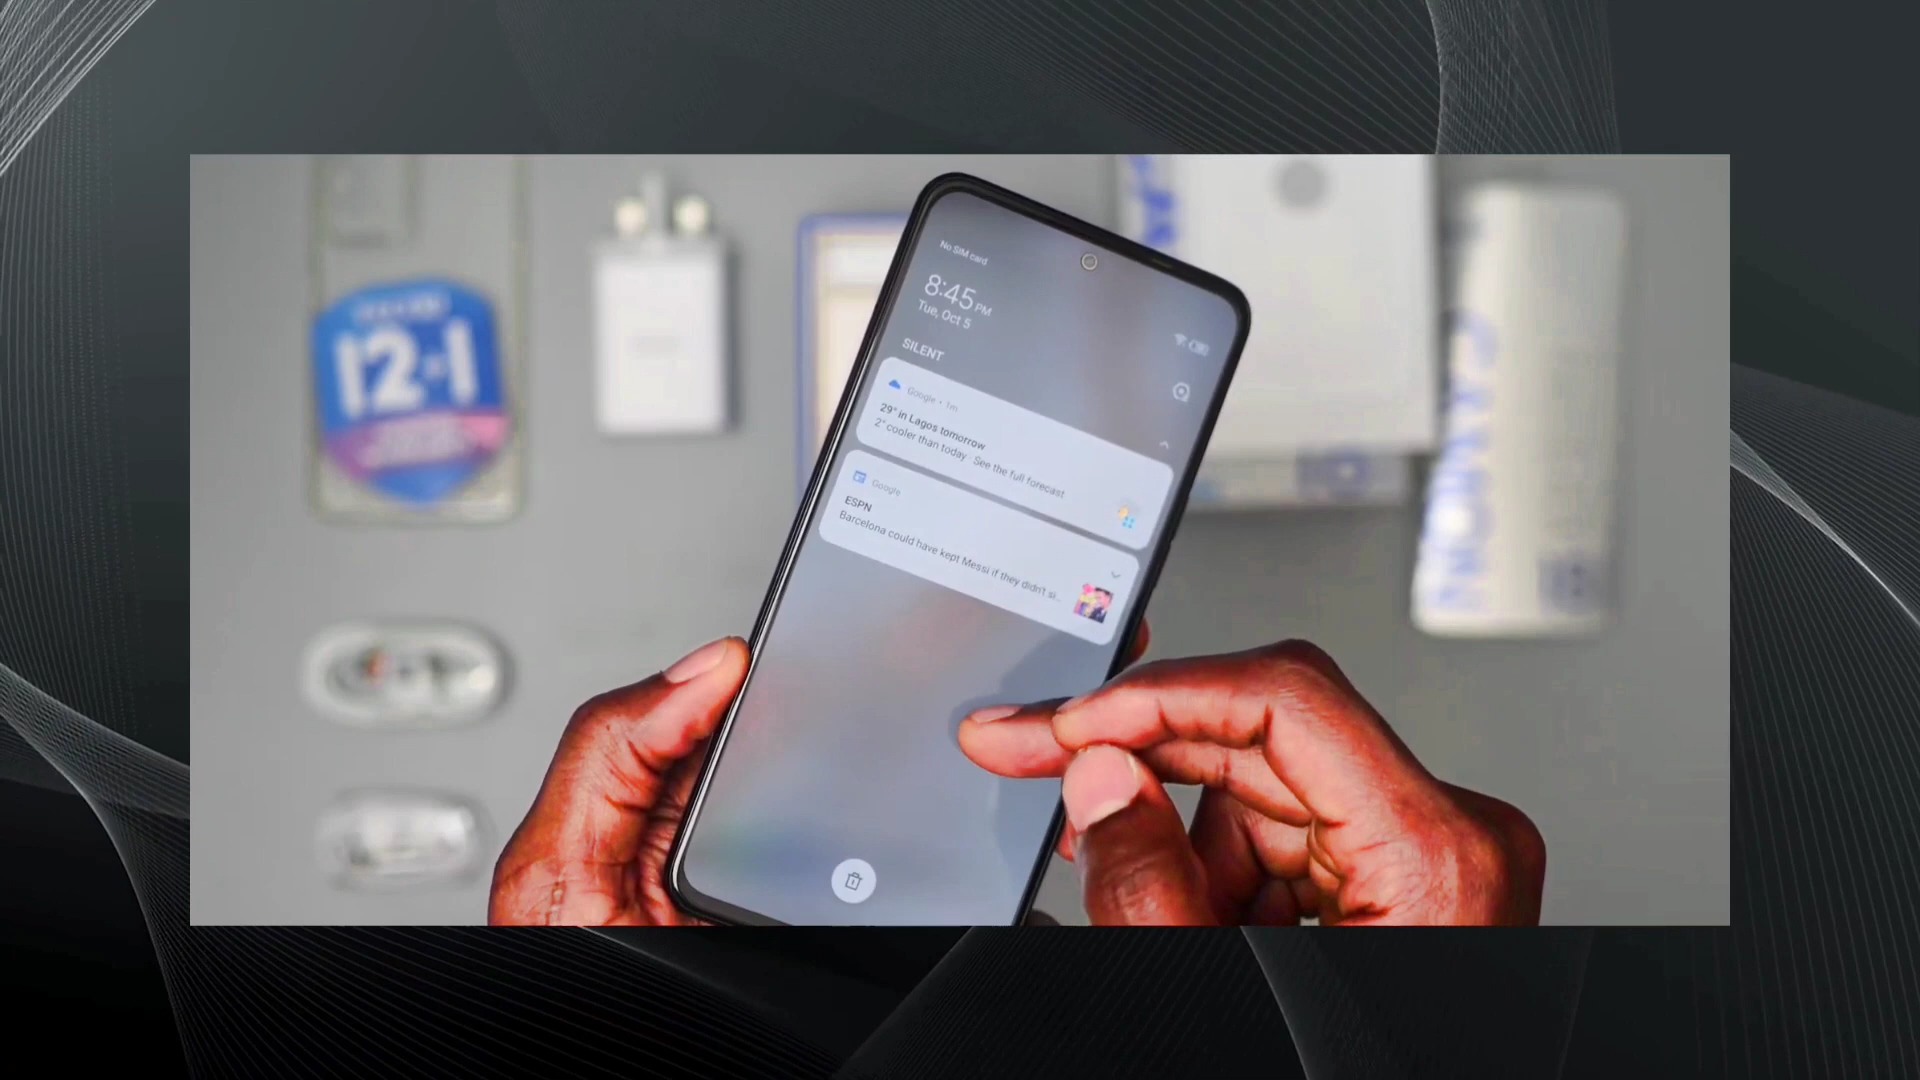 No SIM card
8:45 PM
Tue, Oct 5
SILENT
Google • 1m
29° in Lagos tomorrow
2° cooler than today · See the full forecast
Google
ESPN
Barcelona could have kept Messi if they didn't si...
12+1